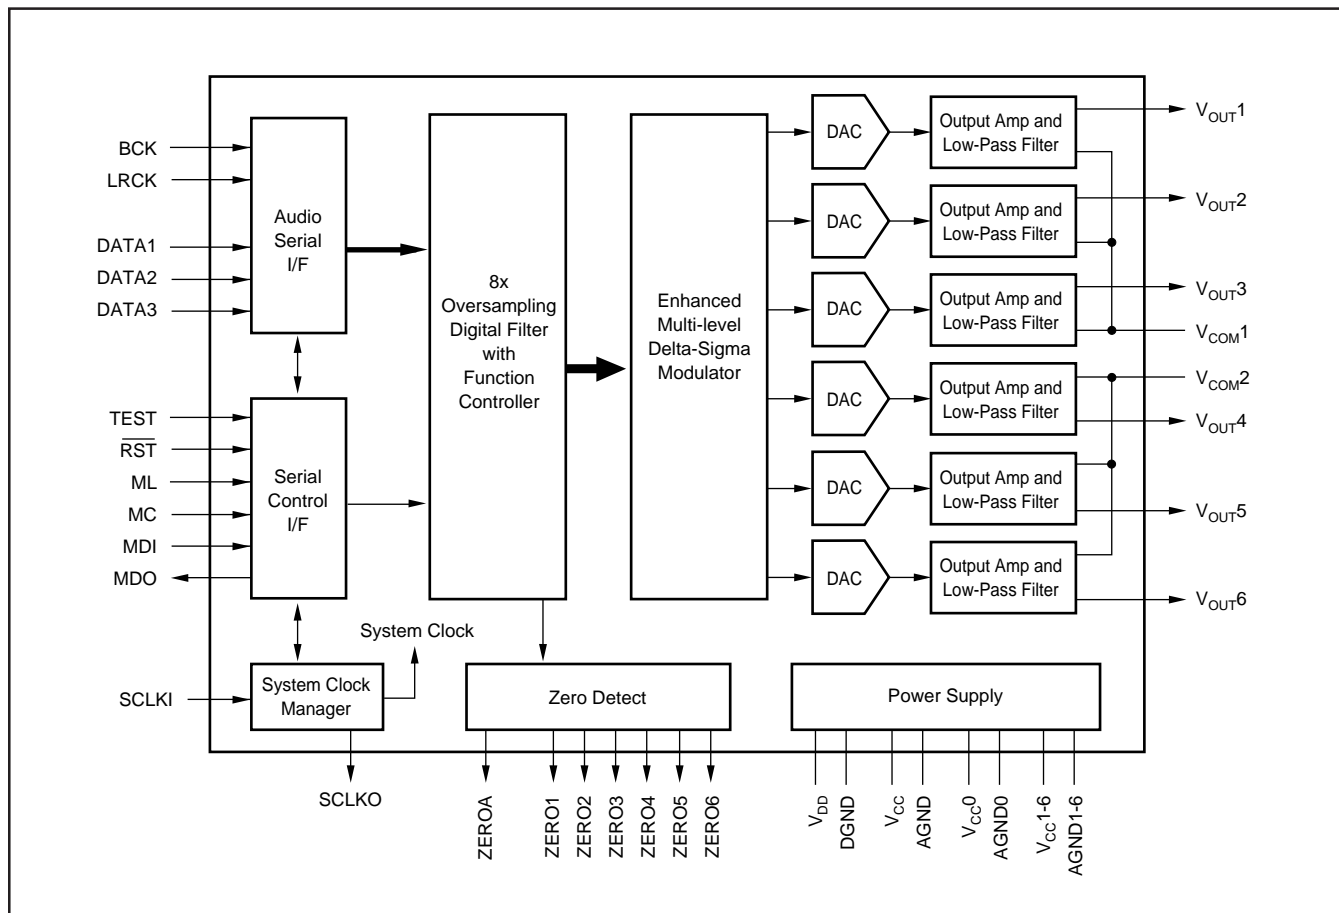 BCK
LRCK
DATA1
DATA2
DATA3
Audio
Serial
I/F
TEST
RST
ML
MC
MDI
MDO
Serial
Control
I/F
SCLKI
System Clock
Manager
System Clock
SCLKO
8x
Oversampling
Digital Filter
with
Function
Controller
Enhanced
Multi-level
Delta-Sigma
Modulator
DAC
Output Amp and
Low-Pass Filter
VOUT1
DAC
Output Amp and
Low-Pass Filter
VOUT2
DAC
Output Amp and
Low-Pass Filter
VOUT3
VCOM1
DAC
Output Amp and
Low-Pass Filter
VCOM2
VOUT4
DAC
Output Amp and
Low-Pass Filter
VOUT5
DAC
Output Amp and
Low-Pass Filter
VOUT6
Zero Detect
ZEROA
ZERO1
ZERO2
ZERO3
ZERO4
ZERO5
ZERO6
Power Supply
VDD
DGND
VCC
AGND
VCC0
AGND0
VCC1-6
AGND1-6